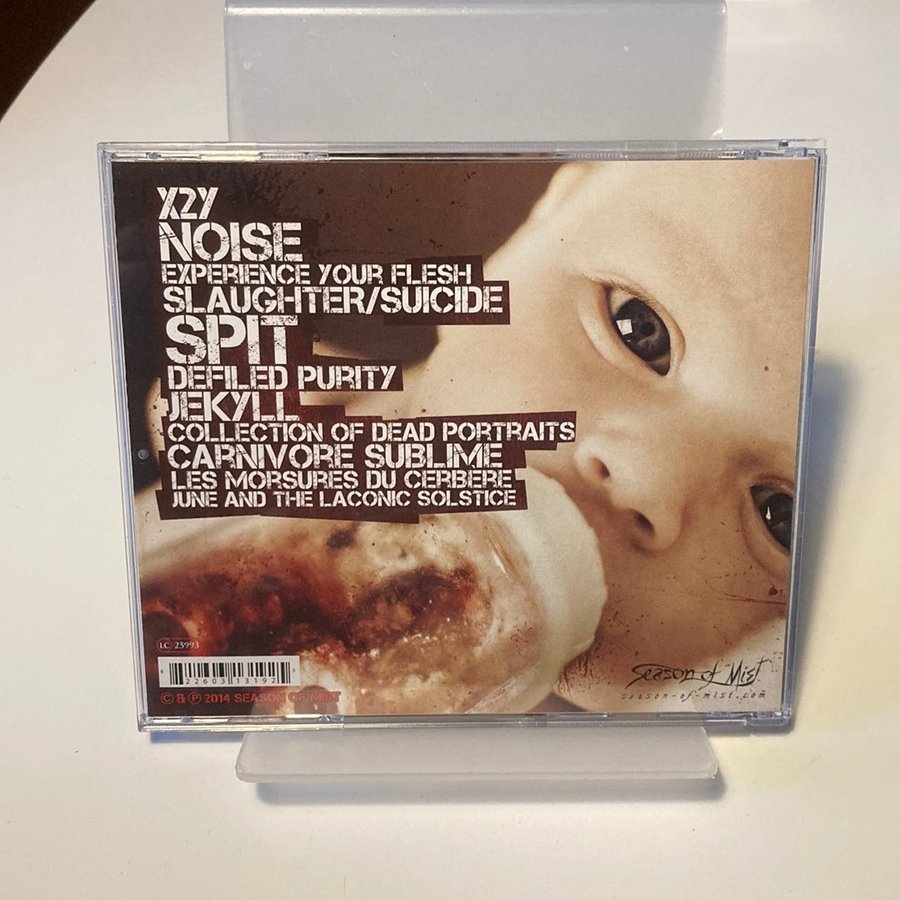 X2Y
NOISE
EXPERIENCE YOUR FLESH
SLAUGHTER/SUICIDE
SPIT
DEFILED PURITY
JEKYLL
COLLECTION OF DEAD PORTRAITS
CARNIVORE SUBLIME
LES MORSURES DU CERBERE
JUNE AND THE LACONIC SOLSTICE
LC 25993
22603 13192
© & ℗ 2014 SEASON OF MIST
Season of Mist
season-of-mist.com